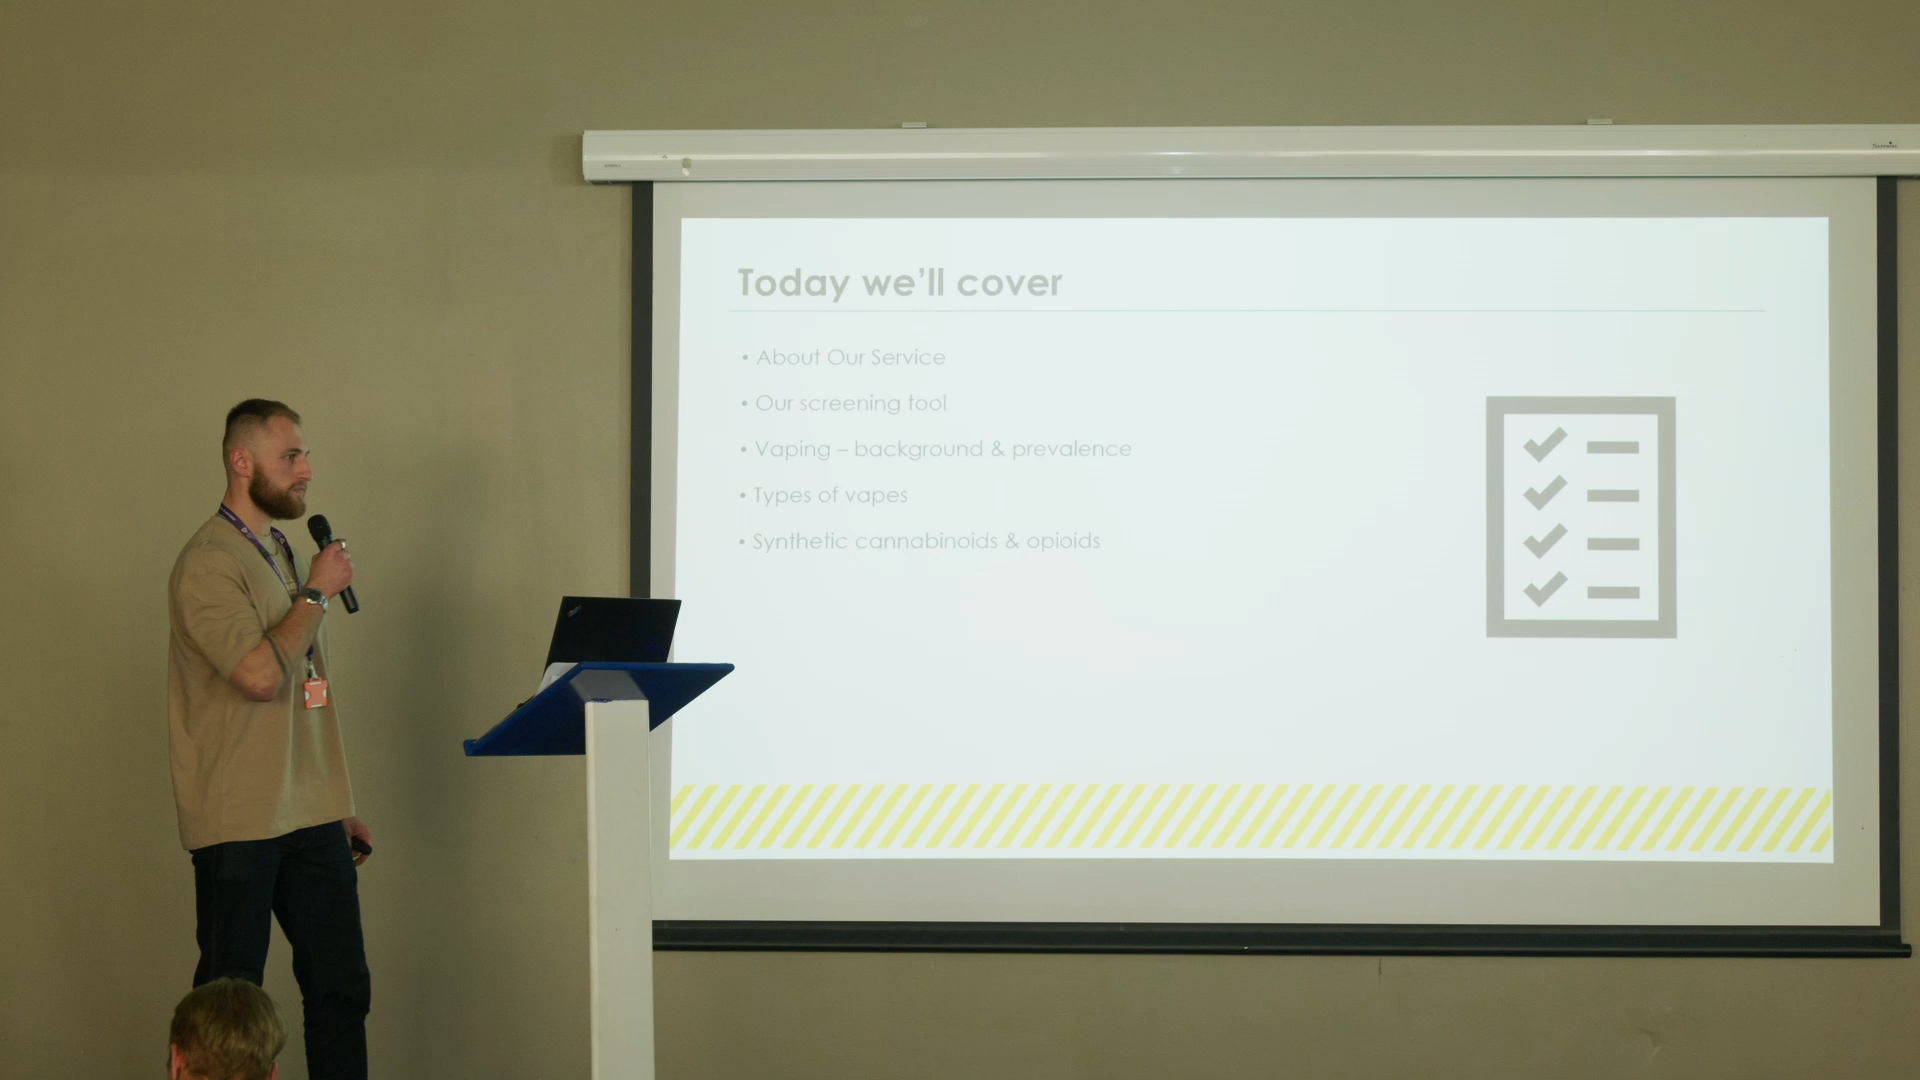 Today we'll cover
• About Our Service
• Our screening tool
• Vaping – background & prevalence
• Types of vapes
• Synthetic cannabinoids & opioids